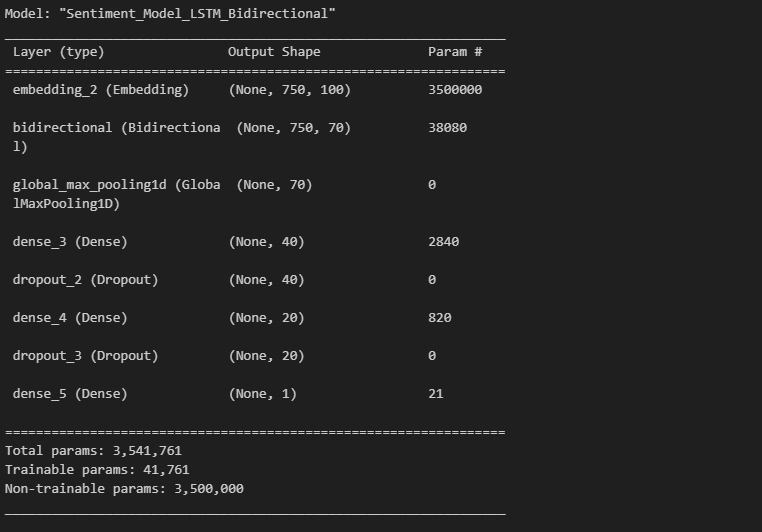 Model: "Sentiment_Model_LSTM_Bidirectional"
_________________________________________________________________
Layer (type) Output Shape Param #
=================================================================
embedding_2 (Embedding) (None, 750, 100) 3500000
bidirectional (Bidirectiona (None, 750, 70) 38080
l)
global_max_pooling1d (Globa (None, 70) 0
lMaxPooling1D)
dense_3 (Dense) (None, 40) 2840
dropout_2 (Dropout) (None, 40) 0
dense_4 (Dense) (None, 20) 820
dropout_3 (Dropout) (None, 20) 0
dense_5 (Dense) (None, 1) 21
=================================================================
Total params: 3,541,761
Trainable params: 41,761
Non-trainable params: 3,500,000
_________________________________________________________________